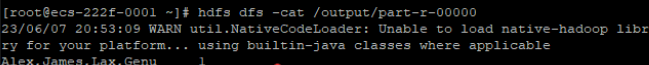 [root@ecs-222f-0001 ~]# hdfs dfs -cat /output/part-r-00000
23/06/07 20:53:09 WARN util.NativeCodeLoader: Unable to load native-hadoop libr
ry for your platform... using builtin-java classes where applicable
Alex,James,Lax,Genu     1